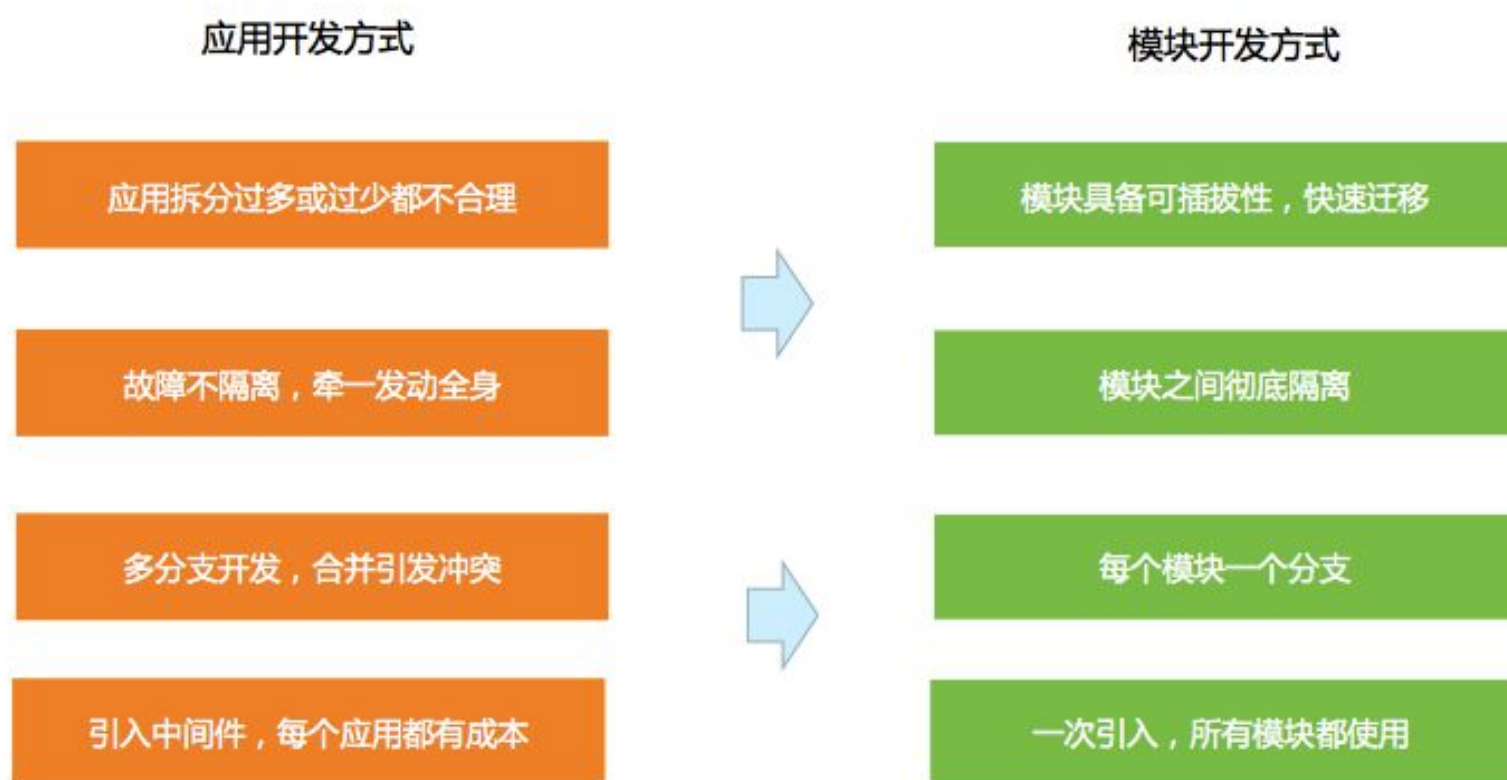 应用开发方式
模块开发方式
应用拆分过多或过少都不合理
模块具备可插拔性，快速迁移
故障不隔离，牵一发动全身
模块之间彻底隔离
多分支开发，合并引发冲突
每个模块一个分支
引入中间件，每个应用都有成本
一次引入，所有模块都使用